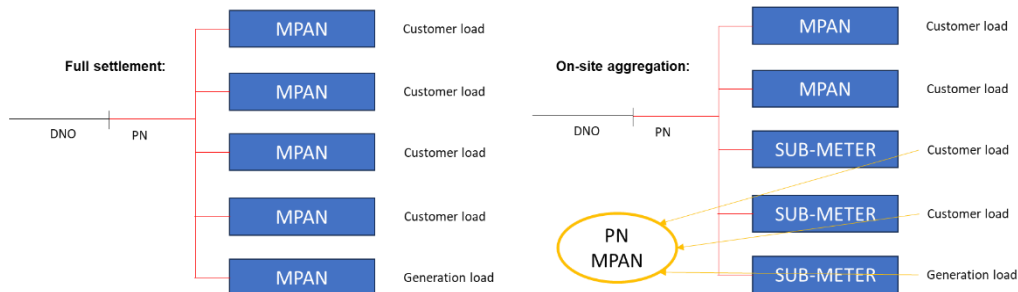 Full settlement:
DNO
PN
MPAN
Customer load
MPAN
Customer load
MPAN
Customer load
MPAN
Customer load
MPAN
Generation load
On-site aggregation:
DNO
PN
MPAN
Customer load
MPAN
Customer load
SUB-METER
Customer load
SUB-METER
Customer load
SUB-METER
Generation load
PN
MPAN